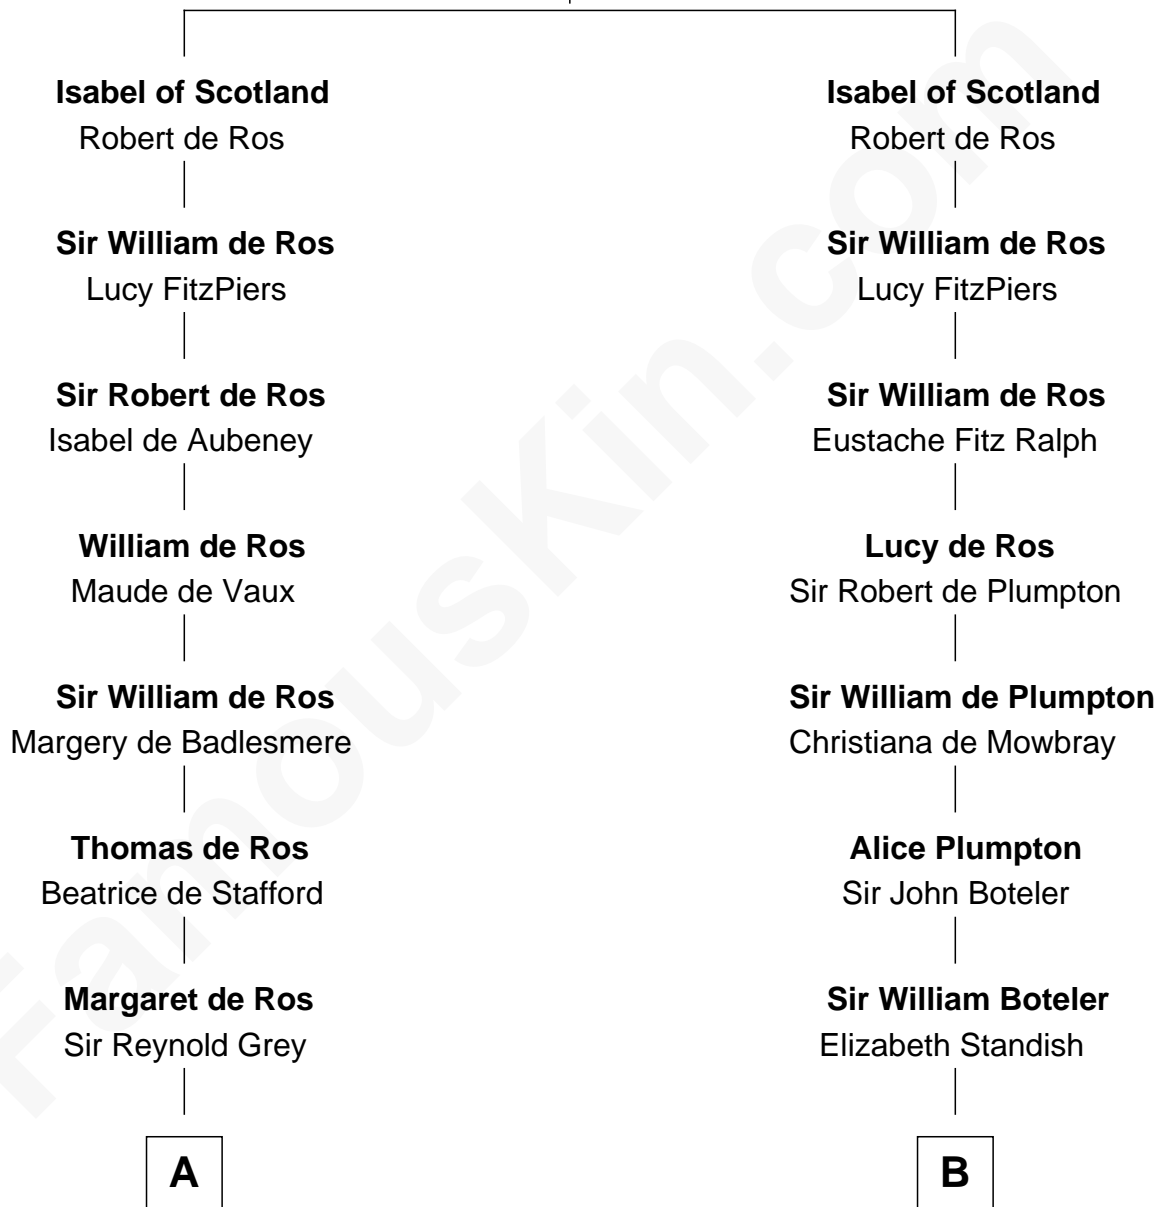 Isabel of Scotland
Robert de Ros
Sir William de Ros
Lucy FitzPiers
Sir Robert de Ros
Isabel de Aubeney
William de Ros
Maude de Vaux
Sir William de Ros
Margery de Badlesmere
Thomas de Ros
Beatrice de Stafford
Margaret de Ros
Sir Reynold Grey
A
Isabel of Scotland
Robert de Ros
Sir William de Ros
Lucy FitzPiers
Sir William de Ros
Eustache Fitz Ralph
Lucy de Ros
Sir Robert de Plumpton
Sir William de Plumpton
Christiana de Mowbray
Alice Plumpton
Sir John Boteler
Sir William Boteler
Elizabeth Standish
B
FamousKin.com